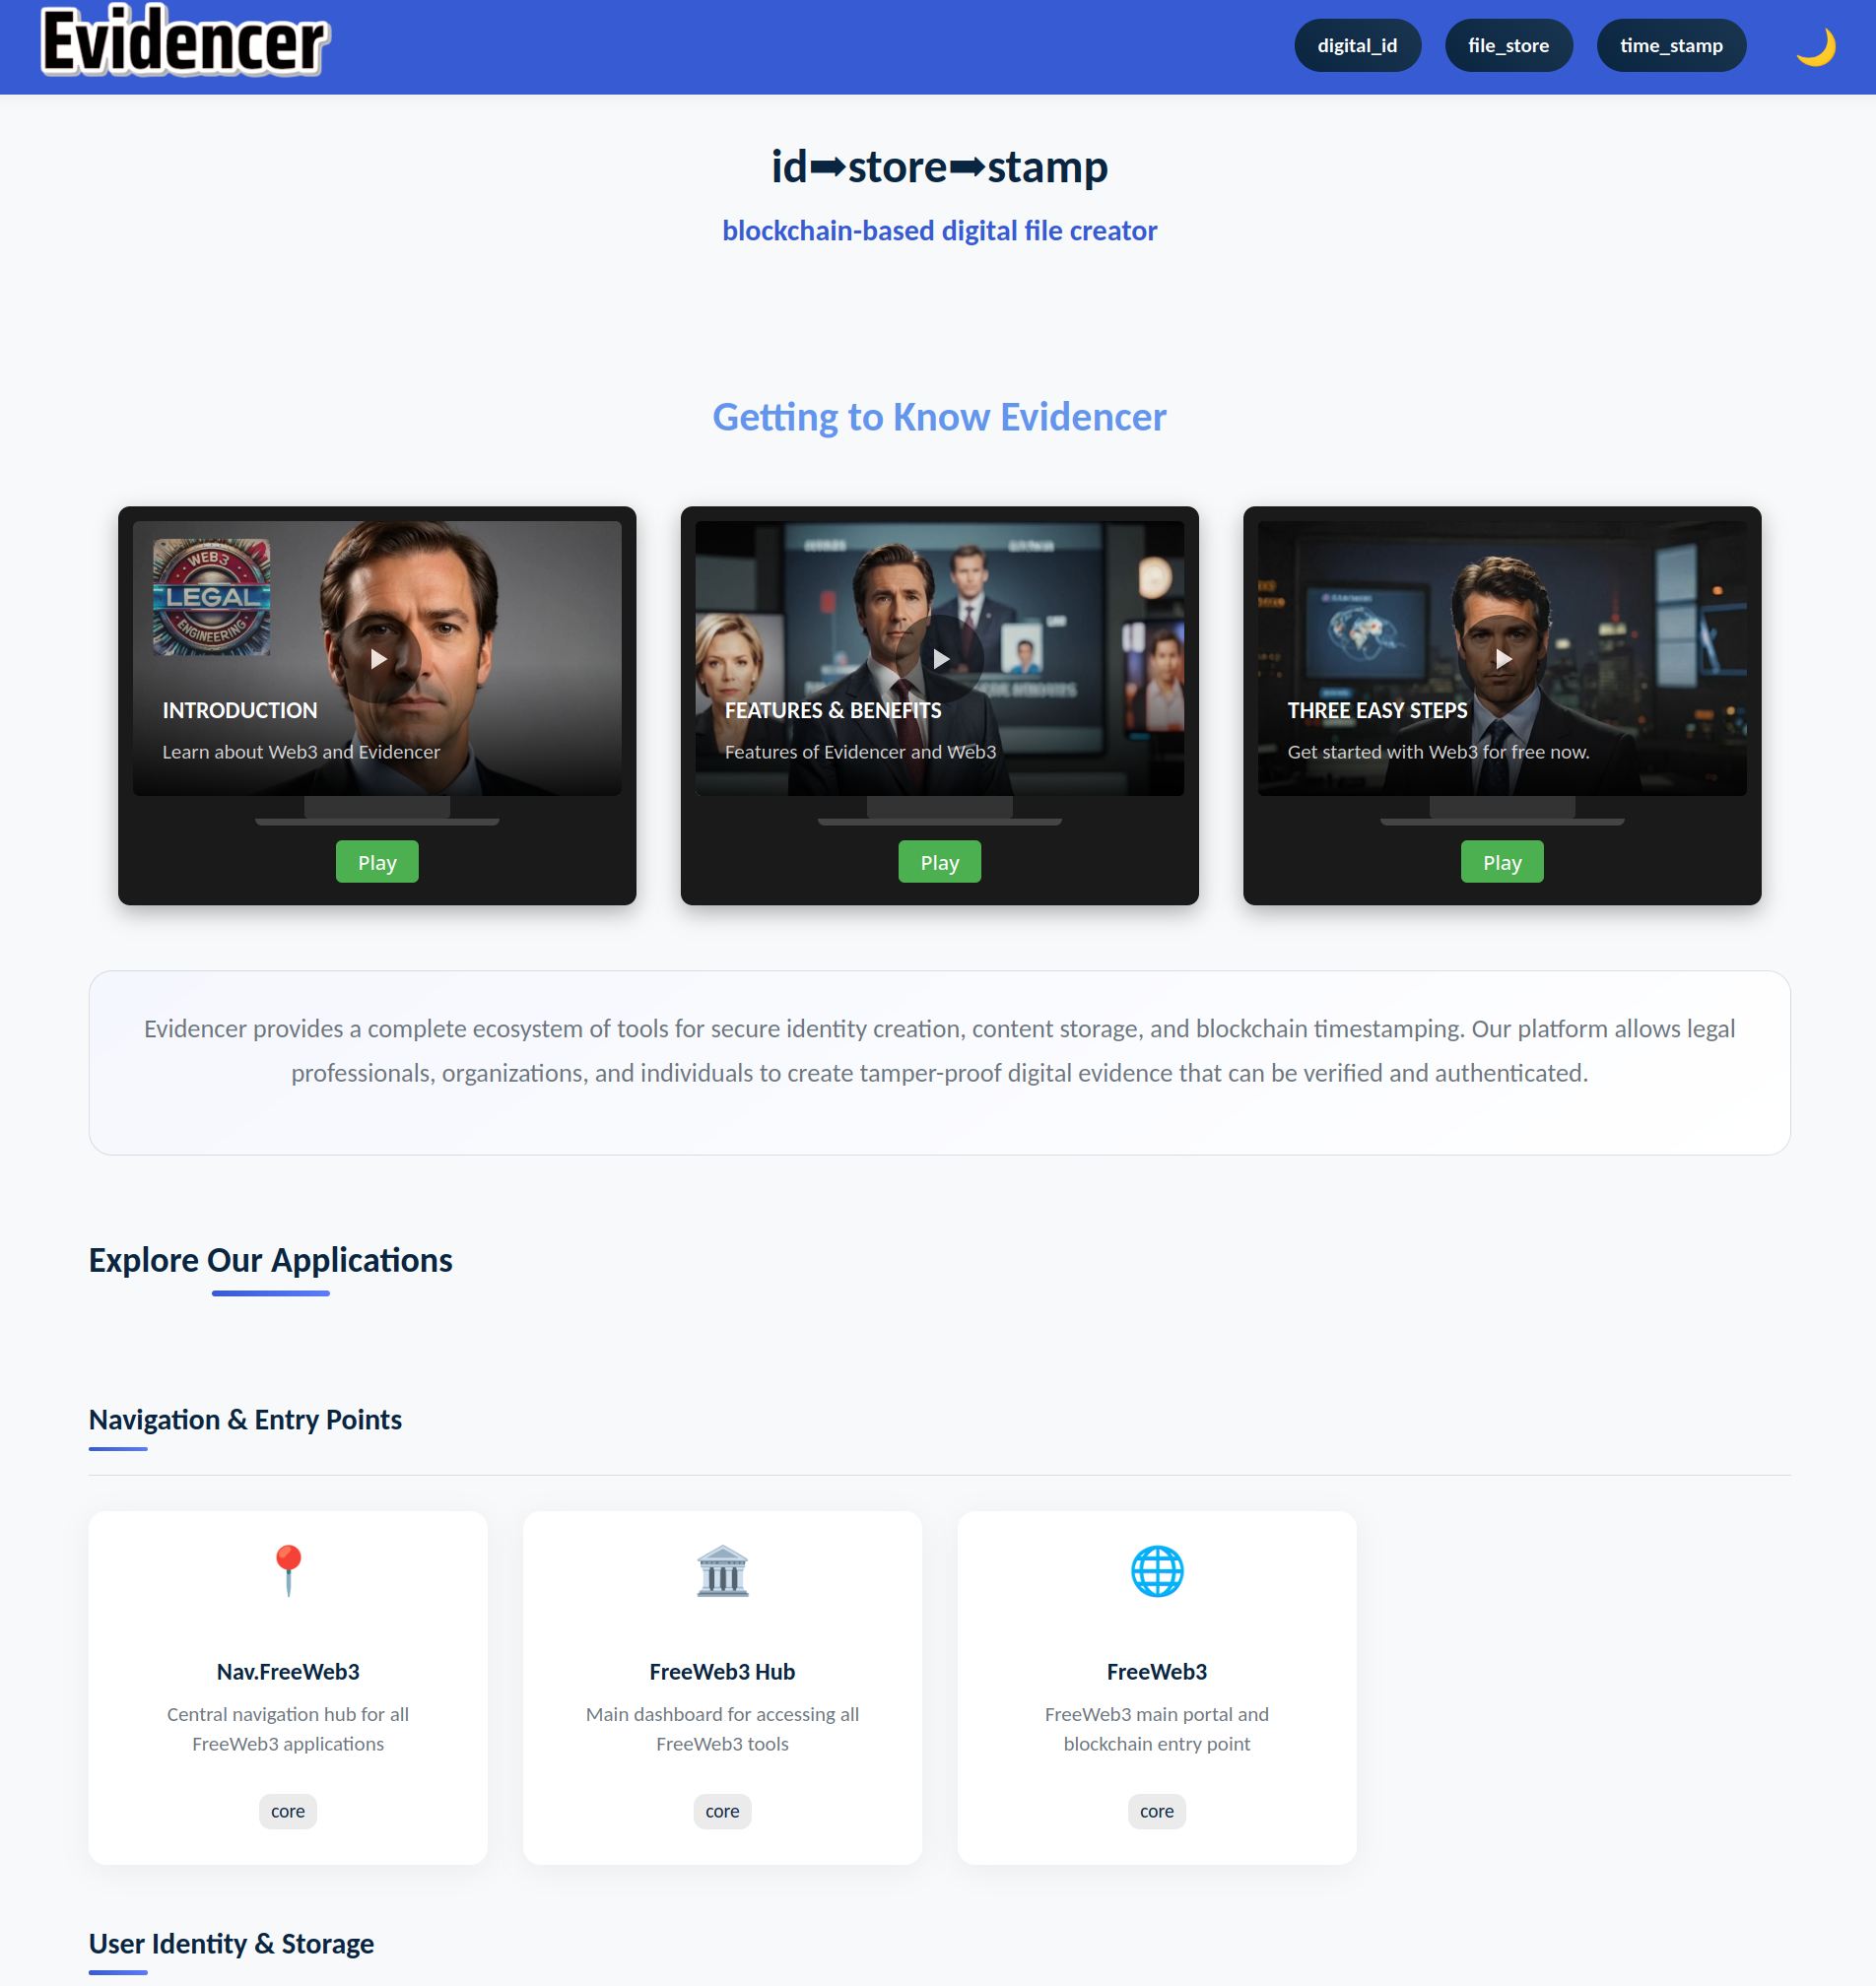 Evidencer
digital_id
file_store
time_stamp
id➡store➡stamp
blockchain-based digital file creator
Getting to Know Evidencer
WEB3
LEGAL
ENGINEERING
INTRODUCTION
Learn about Web3 and Evidencer
Play
FEATURES & BENEFITS
Features of Evidencer and Web3
Play
THREE EASY STEPS
Get started with Web3 for free now.
Play
Evidencer provides a complete ecosystem of tools for secure identity creation, content storage, and blockchain timestamping. Our platform allows legal
professionals, organizations, and individuals to create tamper-proof digital evidence that can be verified and authenticated.
Explore Our Applications
Navigation & Entry Points
Nav.FreeWeb3
Central navigation hub for all
FreeWeb3 applications
core
FreeWeb3 Hub
Main dashboard for accessing all
FreeWeb3 tools
core
FreeWeb3
FreeWeb3 main portal and
blockchain entry point
core
User Identity & Storage